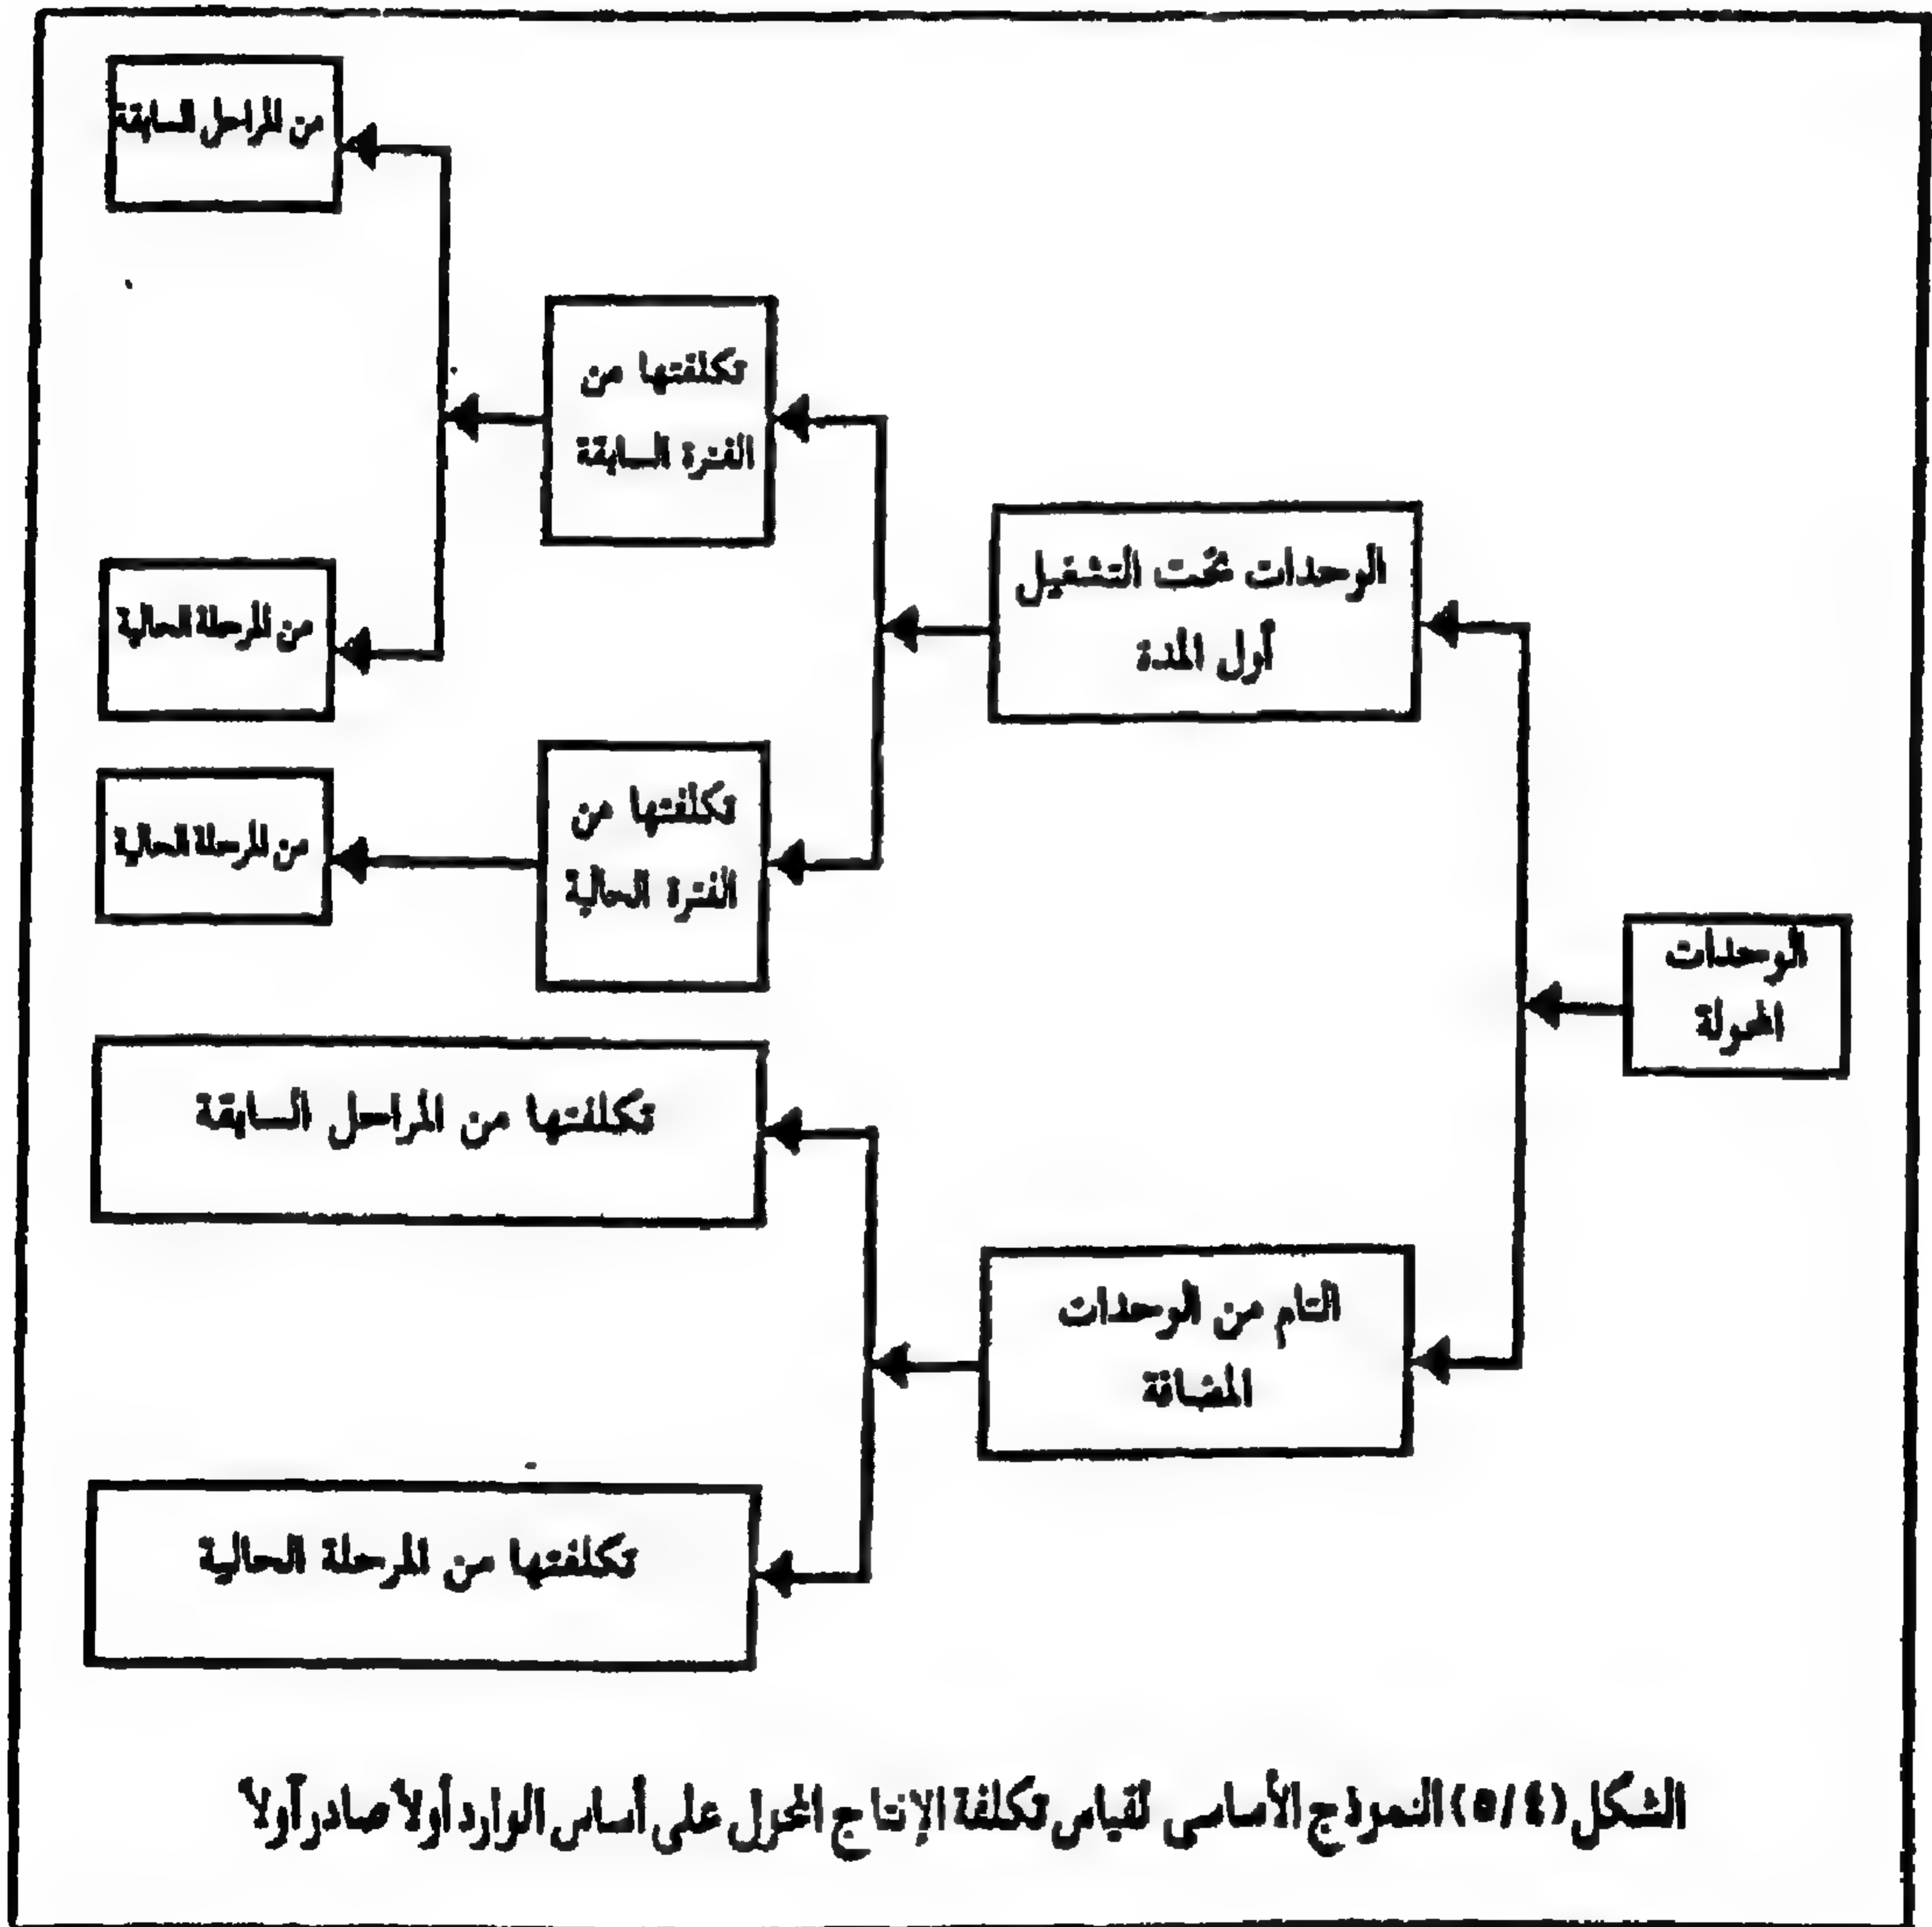 من المراحل السابقة
تكلفتها من
الفترة السابقة
الوحدات تحت التشغيل
أول المدة
من المرحلة الحالية
تكلفتها من
الفترة الحالية
من المرحلة الحالية
الوحدات
المحولة
تكلفتها من المراحل السابقة
التام من الوحدات
المضافة
تكلفتها من المرحلة الحالية
الشكل (٥/٤) النموذج الأساسى لقياس تكلفة الإنتاج المحول على أساس الوارد أولا صادر أولا